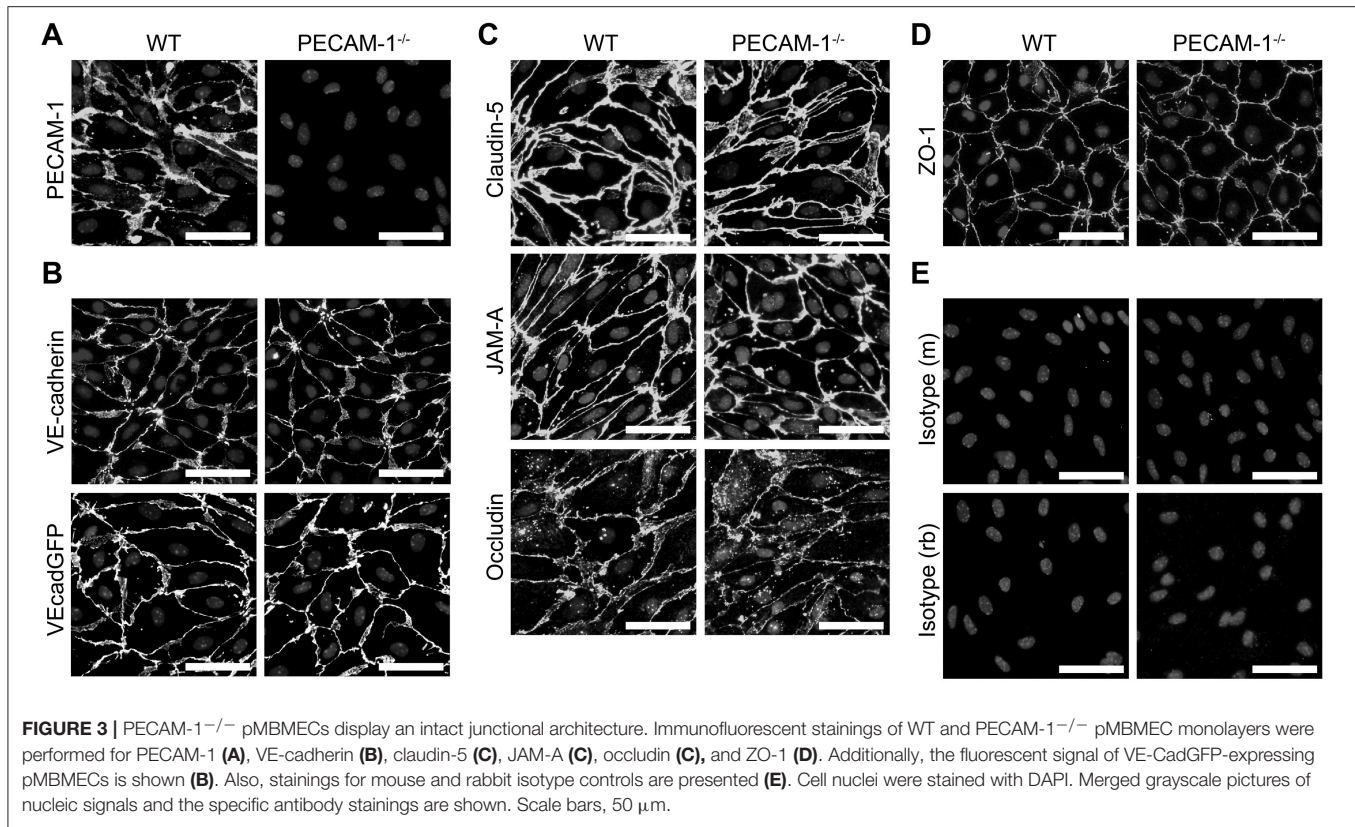 A
WT
PECAM-1-/-
PECAM-1
B
VE-cadherin
VEcadGFP
C
WT
PECAM-1-/-
Claudin-5
JAM-A
Occludin
D
WT
PECAM-1-/-
ZO-1
E
Isotype (m)
Isotype (rb)
FIGURE 3 | PECAM-1−/− pMBMECs display an intact junctional architecture. Immunofluorescent stainings of WT and PECAM-1−/− pMBMEC monolayers were
performed for PECAM-1 (A), VE-cadherin (B), claudin-5 (C), JAM-A (C), occludin (C), and ZO-1 (D). Additionally, the fluorescent signal of VE-CadGFP-expressing
pMBMECs is shown (B). Also, stainings for mouse and rabbit isotype controls are presented (E). Cell nuclei were stained with DAPI. Merged grayscale pictures of
nucleic signals and the specific antibody stainings are shown. Scale bars, 50 μm.